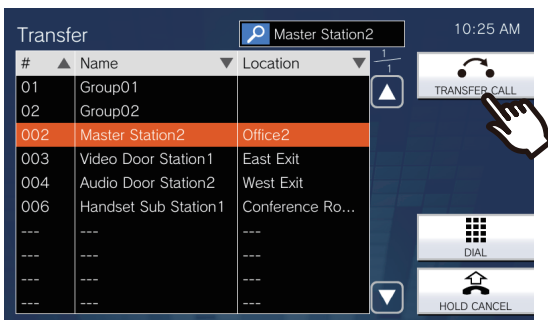 Transfer
Master Station2
10:25 AM
# Name Location
1
1
01 Group01
02 Group02
002 Master Station2 Office2
003 Video Door Station1 East Exit
004 Audio Door Station2 West Exit
006 Handset Sub Station1 Conference Ro...
--- --- ---
--- --- ---
--- --- ---
--- --- ---
TRANSFER CALL
DIAL
HOLD CANCEL